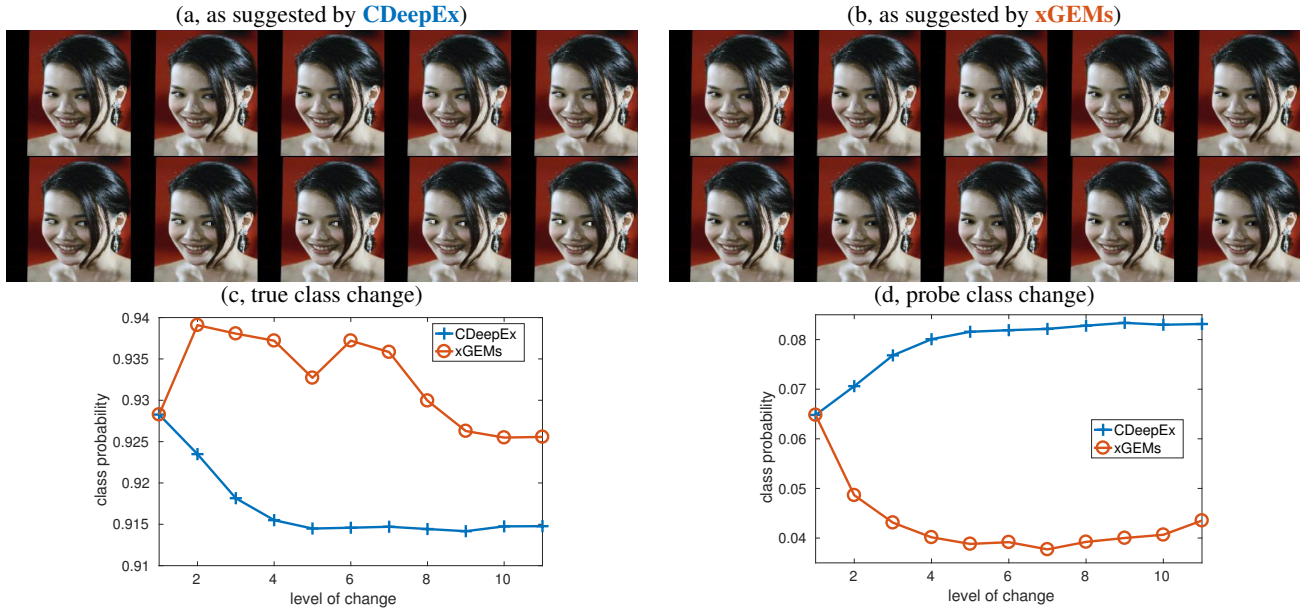 (a, as suggested by CDeepEx)
(b, as suggested by xGEMs)
(c, true class change)
0.94
0.935
0.93
0.925
0.92
0.915
0.91
class probability
CDeepEx
xGEMs
2 4 6 8 10
level of change
(d, probe class change)
0.08
0.07
0.06
0.05
0.04
class probability
CDeepEx
xGEMs
2 4 6 8 10
level of change